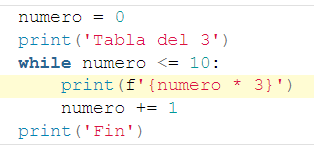 numero = 0
print('Tabla del 3')
while numero <= 10:
    print(f'{numero * 3}')
    numero += 1
print('Fin')